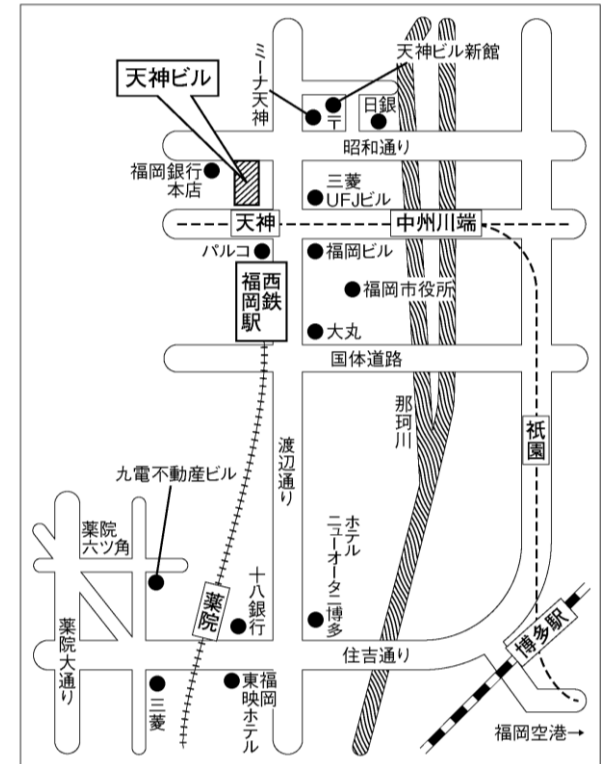 天神ビル
ミーナ天神
天神ビル新館
〒
日銀
昭和通り
福岡銀行
本店
三菱
UFJビル
天神
中州川端
パルコ
福岡ビル
西鉄
福岡駅
福岡市役所
大丸
国体道路
那珂川
祇園
渡辺通り
九電不動産ビル
薬院
六ツ角
ホテル
ニューオータニ博多
十八銀行
薬院
博多駅
薬院大通り
住吉通り
三菱
福岡
東映ホテル
福岡空港→